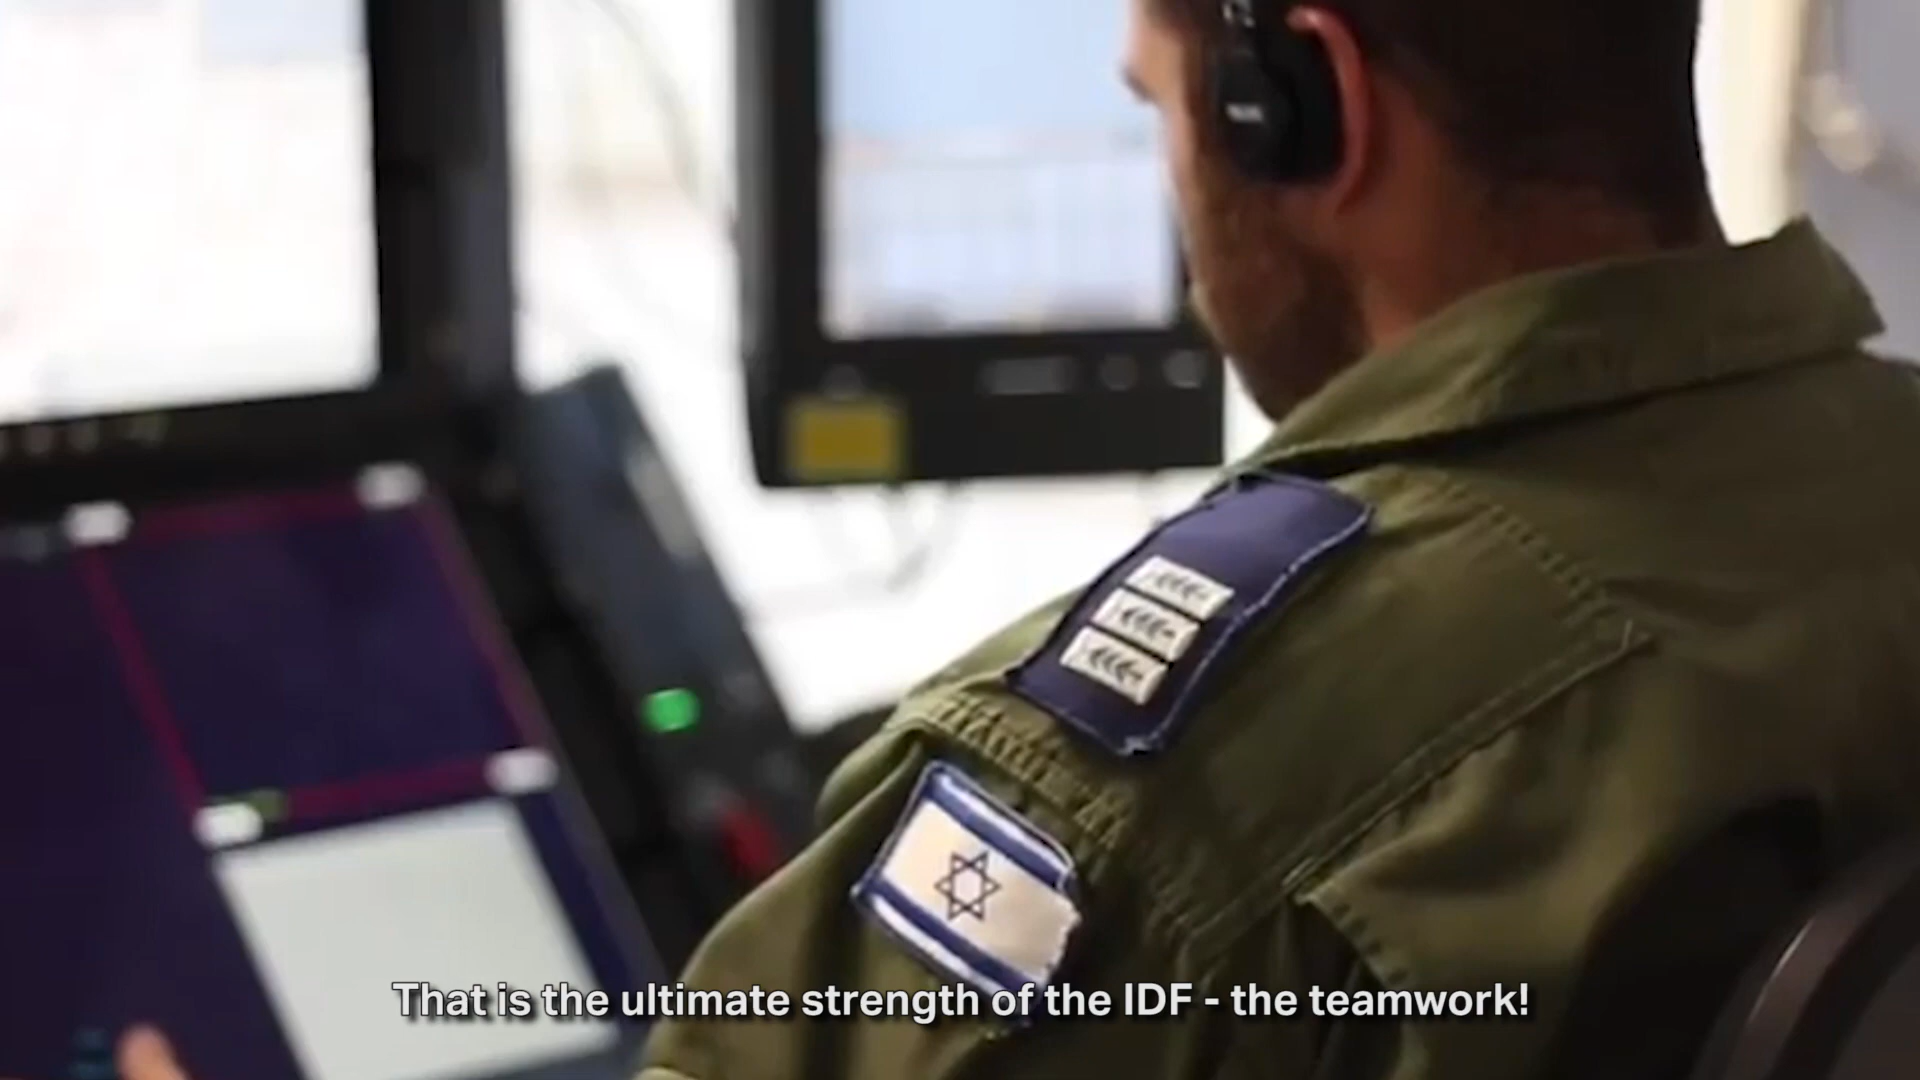 That is the ultimate strength of the IDF - the teamwork!